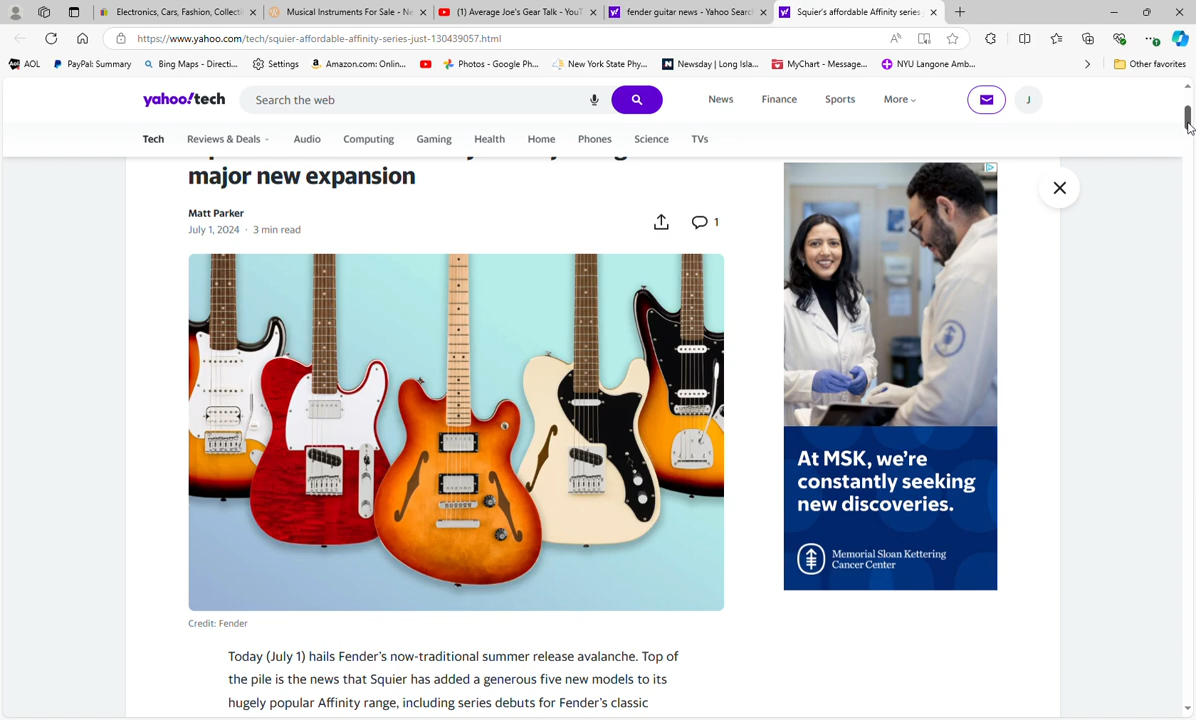 Electronics, Cars, Fashion, Collecti
Musical Instruments For Sale - Ne
(1) Average Joe's Gear Talk - YouT
fender guitar news - Yahoo Searc
Squier's affordable Affinity series
https://www.yahoo.com/tech/squier-affordable-affinity-series-just-130439057.html
AOL
PayPal: Summary
Bing Maps - Directi...
Settings
Amazon.com: Onlin...
Photos - Google Ph...
New York State Phy...
Newsday | Long Isla...
MyChart - Message...
NYU Langone Amb...
Other favorites
yahoo!tech
Search the web
News
Finance
Sports
More
J
Tech
Reviews & Deals
Audio
Computing
Gaming
Health
Home
Phones
Science
TVs
major new expansion
Matt Parker
July 1, 2024 · 3 min read
1
At MSK, we're
constantly seeking
new discoveries.
Memorial Sloan Kettering
Cancer Center
Credit: Fender
Today (July 1) hails Fender's now-traditional summer release avalanche. Top of
the pile is the news that Squier has added a generous five new models to its
hugely popular Affinity range, including series debuts for Fender's classic